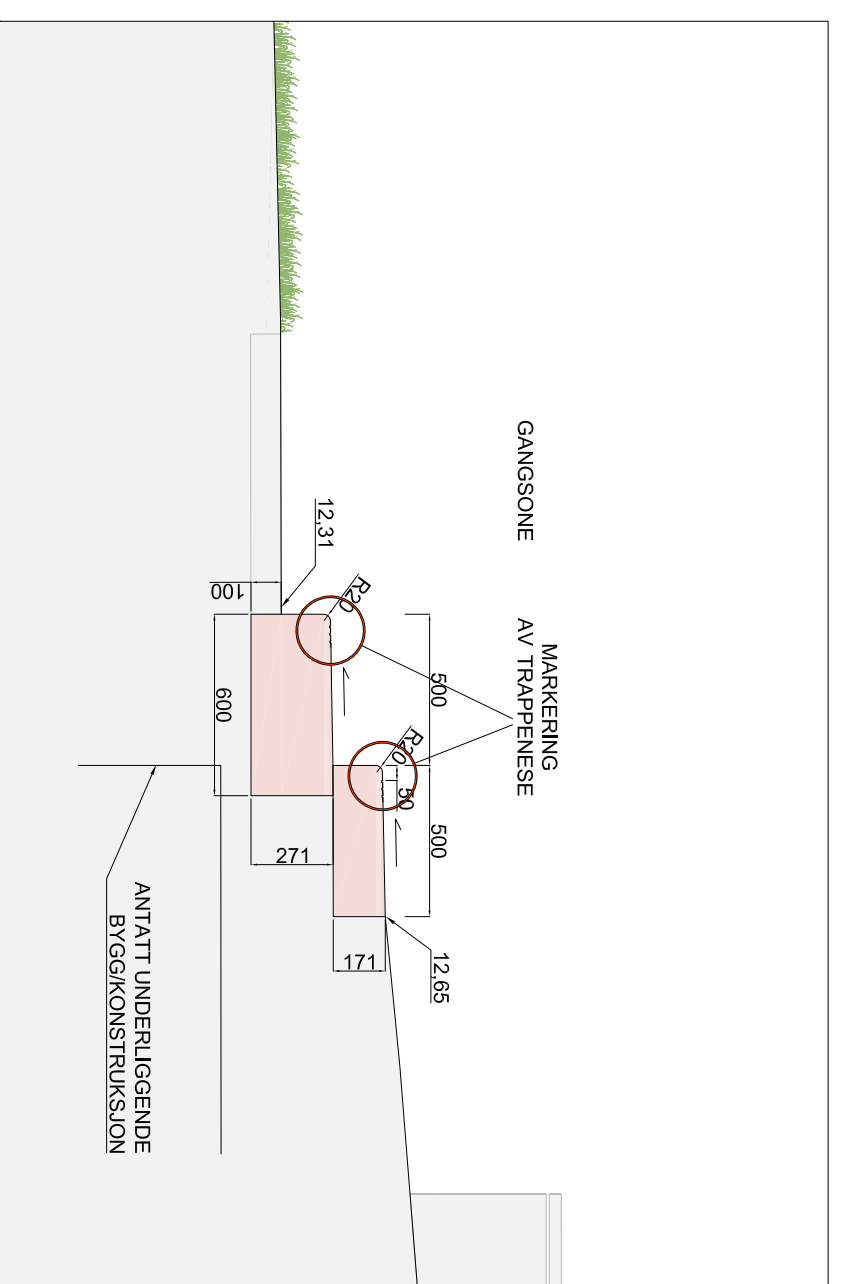 GANGSONE
MARKERING
AV TRAPPENESE
12,31
R20
500
R20
50
500
100
600
271
171
12,65
ANTATT UNDERLIGGENDE
BYGG/KONSTRUKSJON